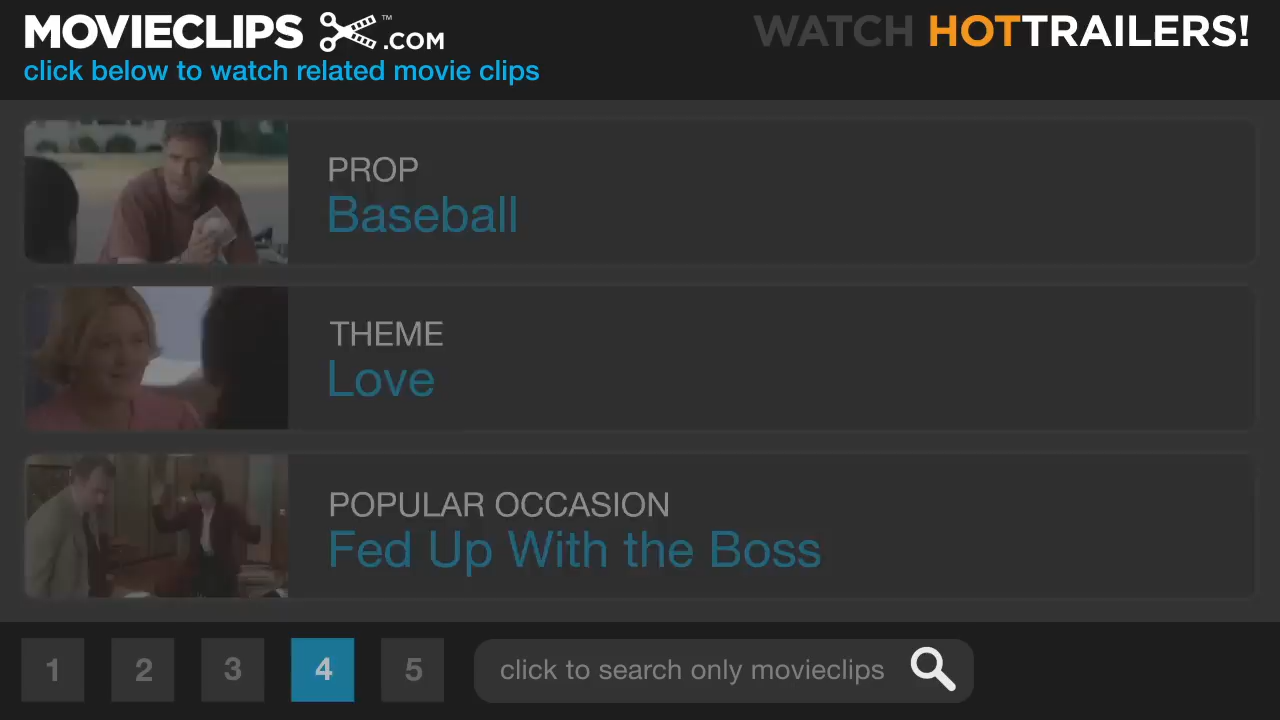 MOVIECLIPS ™.COM
WATCH HOTTRAILERS!
click below to watch related movie clips
PROP
Baseball
THEME
Love
POPULAR OCCASION
Fed Up With the Boss
1 2 3 4 5
click to search only movieclips